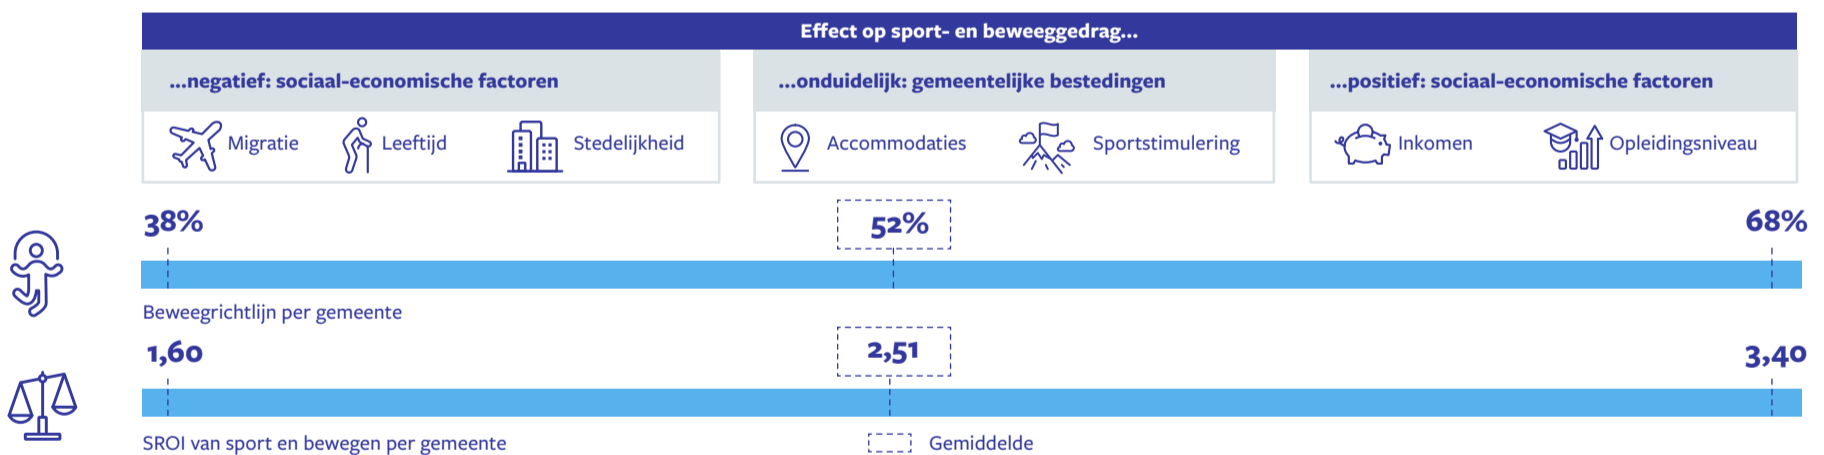 Effect op sport- en beweeggedrag...
...negatief: sociaal-economische factoren
...onduidelijk: gemeentelijke bestedingen
...positief: sociaal-economische factoren
Migratie
Leeftijd
Stedelijkheid
Accommodaties
Sportstimulering
Inkomen
Opleidingsniveau
38%
52%
68%
Beweegrichtlijn per gemeente
1,60
2,51
3,40
SROI van sport en bewegen per gemeente
Gemiddelde